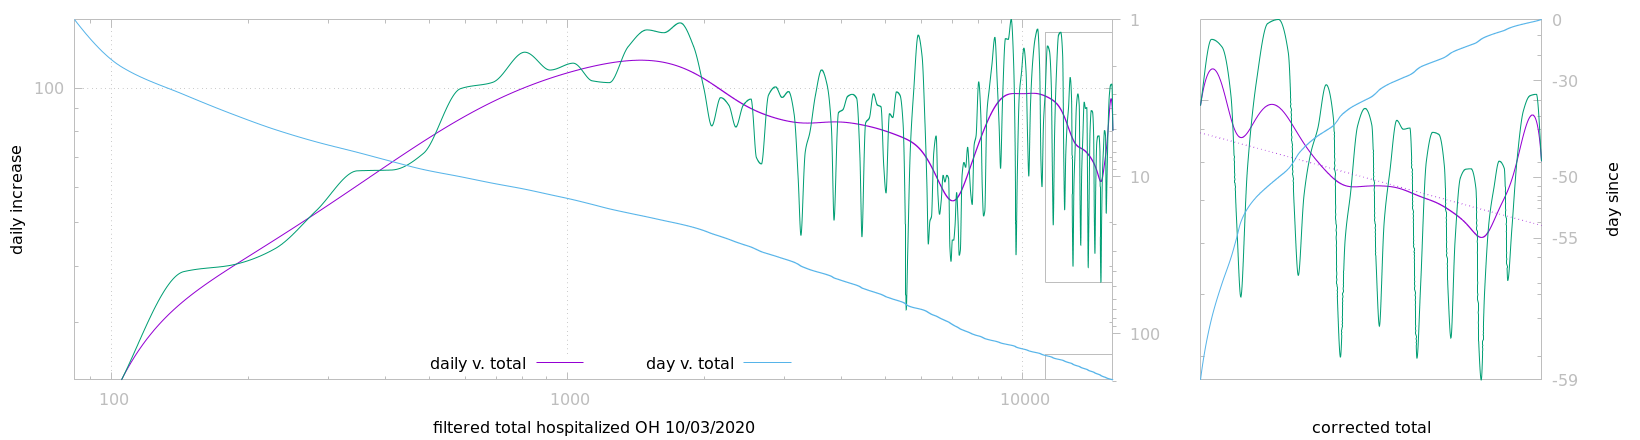 daily increase
100
daily v. total
day v. total
100
1000
10000
filtered total hospitalized OH 10/03/2020
1
10
100
0
-30
-50
-55
-59
day since
corrected total